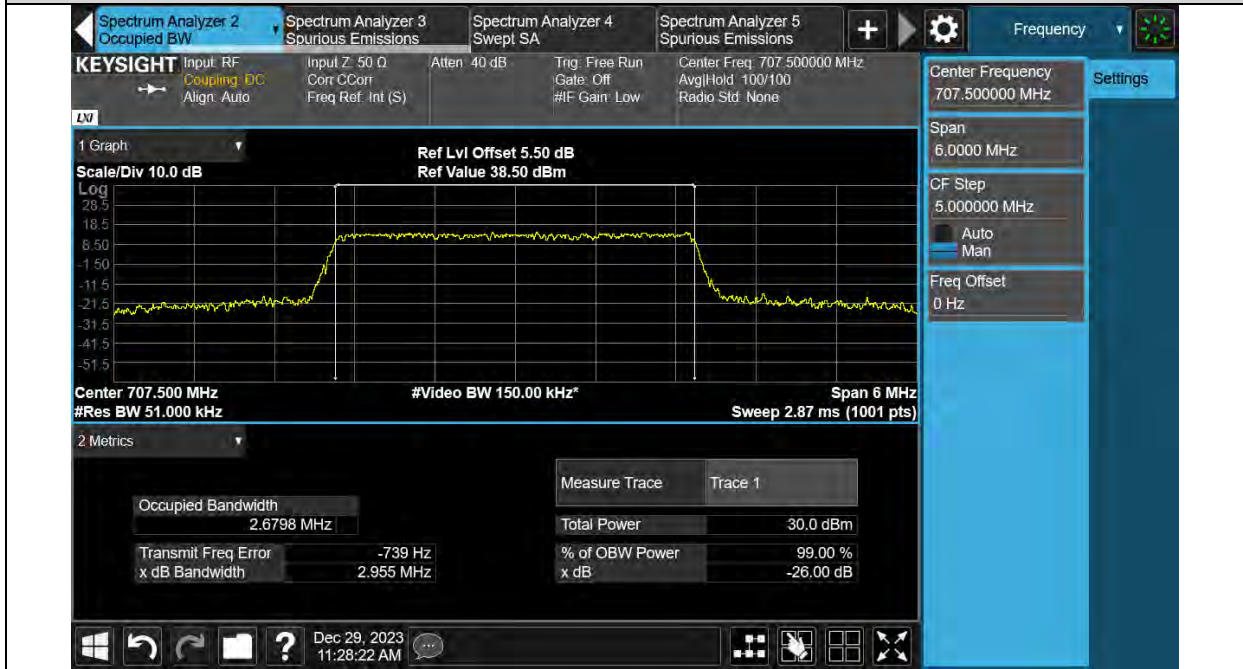 Spectrum Analyzer 2
Occupied BW
Spectrum Analyzer 3
Spurious Emissions
Spectrum Analyzer 4
Swept SA
Spectrum Analyzer 5
Spurious Emissions
+
Frequency
KEYSIGHT
Input: RF
Coupling: DC
Align: Auto
Input Z: 50 Ω
Corr CCorr
Freq Ref: Int (S)
Atten: 40 dB
Trig: Free Run
Gate: Off
#IF Gain: Low
Center Freq: 707.500000 MHz
Avg|Hold: 100/100
Radio Std: None
LXI
Center Frequency
707.500000 MHz
Settings
Span
6.0000 MHz
CF Step
5.000000 MHz
Auto
Man
Freq Offset
0 Hz
1 Graph
Scale/Div 10.0 dB
Ref Lvl Offset 5.50 dB
Ref Value 38.50 dBm
Log
28.5
18.5
8.50
-1.50
-11.5
-21.5
-31.5
-41.5
-51.5
Center 707.500 MHz
#Video BW 150.00 kHz*
Span 6 MHz
#Res BW 51.000 kHz
Sweep 2.87 ms (1001 pts)
2 Metrics
Measure Trace Trace 1
Occupied Bandwidth
2.6798 MHz
Total Power 30.0 dBm
Transmit Freq Error -739 Hz
% of OBW Power 99.00 %
x dB Bandwidth 2.955 MHz
x dB -26.00 dB
?
Dec 29, 2023
11:28:22 AM